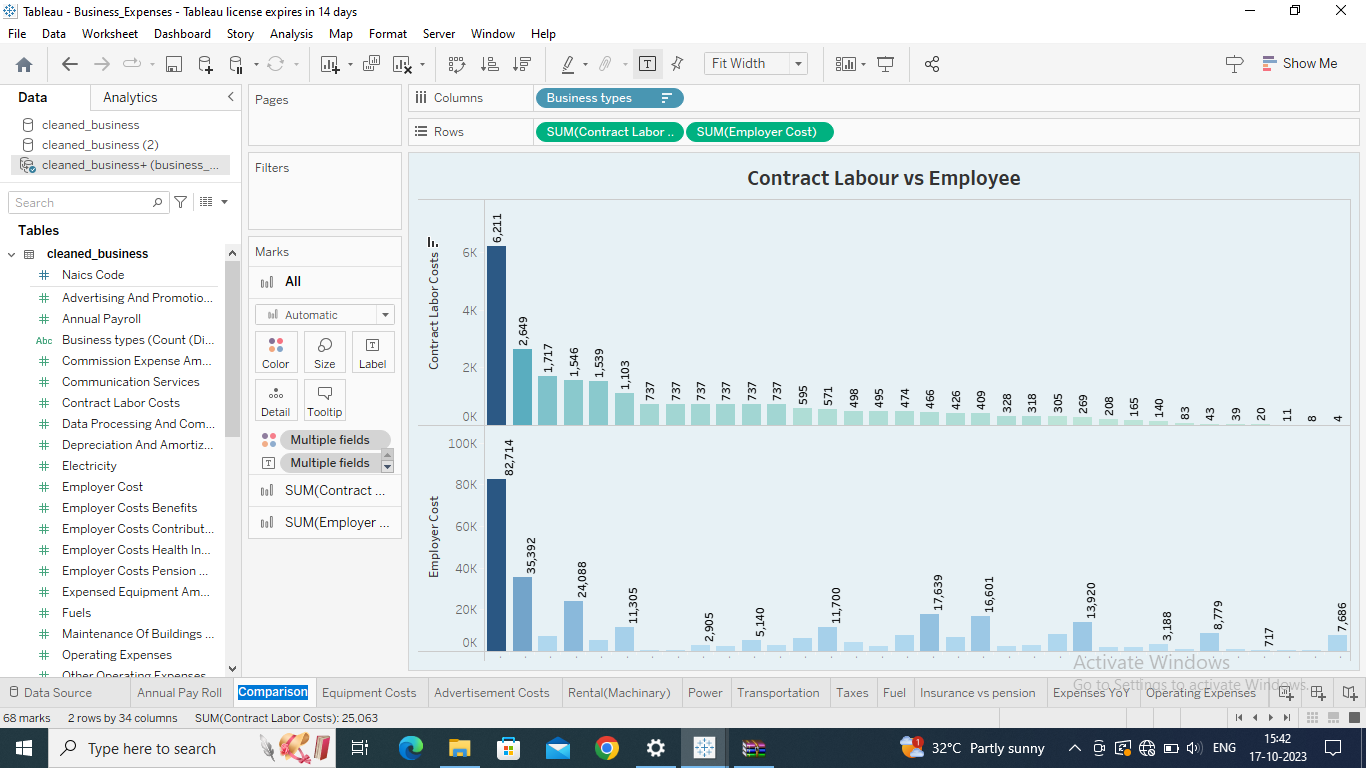 Tableau - Business_Expenses - Tableau license expires in 14 days
File Data Worksheet Dashboard Story Analysis Map Format Server Window Help
Fit Width
Show Me
Data Analytics
cleaned_business
cleaned_business (2)
cleaned_business+ (business_...
Search
Tables
cleaned_business
Naics Code
Advertising And Promotio...
Annual Payroll
Abc Business types (Count (Di...
Commission Expense Am...
Communication Services
Contract Labor Costs
Data Processing And Com...
Depreciation And Amortiz...
Electricity
Employer Cost
Employer Costs Benefits
Employer Costs Contribut...
Employer Costs Health In...
Employer Costs Pension ...
Expensed Equipment Am...
Fuels
Maintenance Of Buildings ...
Operating Expenses
Other Operating Expenses
Pages
Filters
Marks
All
Automatic
Color Size Label
Detail Tooltip
Multiple fields
Multiple fields
SUM(Contract ...
SUM(Employer ...
Columns Business types
Rows SUM(Contract Labor .. SUM(Employer Cost)
Contract Labour vs Employee
Contract Labor Costs
6K
4K
2K
0K
6,211 2,649 1,717 1,546 1,539 1,103 737 737 737 737 737 737 595 571 498 495 474 466 426 409 328 318 305 269 208 165 140 83 43 39 20 11 8 4
Employer Cost
100K
80K
60K
40K
20K
0K
82,714 35,392 24,088 11,305 2,905 5,140 11,700 17,639 16,601 13,920 3,188 8,779 717 7,686
Activate Windows
Go to Settings to activate Windows.
Data Source Annual Pay Roll Comparison Equipment Costs Advertisement Costs Rental(Machinary) Power Transportation Taxes Fuel Insurance vs pension Expenses YoY Operating Expenses
68 marks 2 rows by 34 columns SUM(Contract Labor Costs): 25,063
Type here to search
1 32°C Partly sunny ENG 15:42
17-10-2023